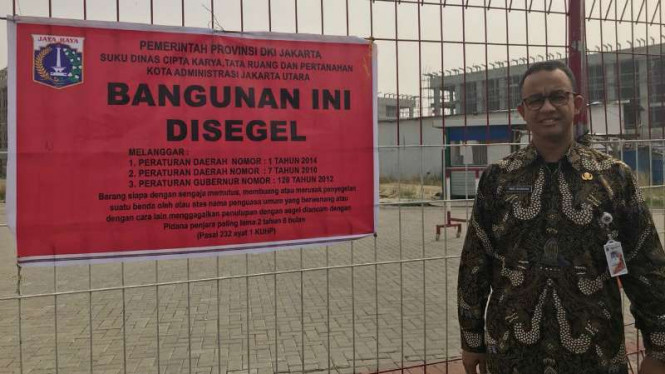 JAYA RAYA
PEMERINTAH PROVINSI DKI JAKARTA
SUKU DINAS CIPTA KARYA,TATA RUANG DAN PERTANAHAN
KOTA ADMINISTRASI JAKARTA UTARA
BANGUNAN INI
DISEGEL
MELANGGAR :
1. PERATURAN DAERAH NOMOR : 1 TAHUN 2014
2. PERATURAN DAERAH NOMOR : 7 TAHUN 2010
3. PERATURAN GUBERNUR NOMOR : 128 TAHUN 2012
Barang siapa dengan sengaja memutus, membuang atau merusak penyegelan
suatu benda oleh atau atas nama penguasa umum yang berwenang atau
dengan cara lain menggagalkan penutupan dengan segel diancam dengan
Pidana penjara paling lama 2 tahun 8 bulan
(Pasal 232 ayat 1 KUHP)